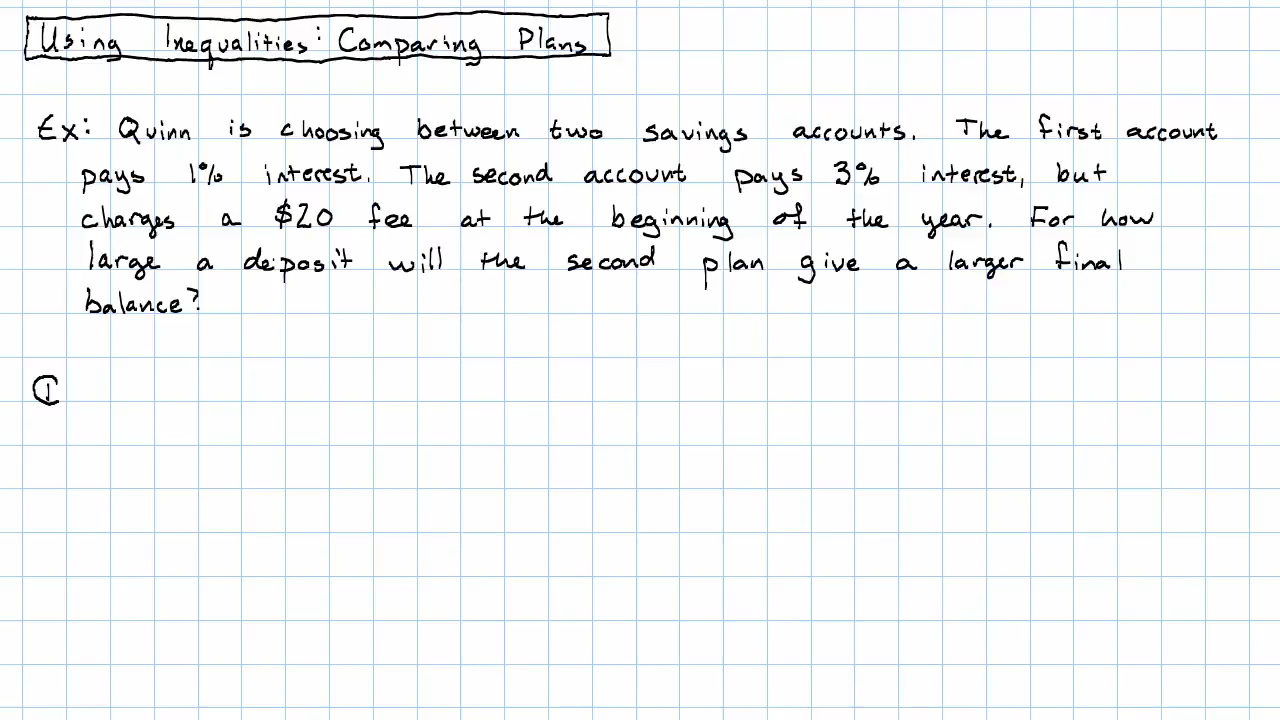 Using Inequalities: Comparing Plans
Ex: Quinn is choosing between two savings accounts. The first account
pays 1% interest. The second account pays 3% interest, but
charges a $20 fee at the beginning of the year. For how
large a deposit will the second plan give a larger final
balance?
①